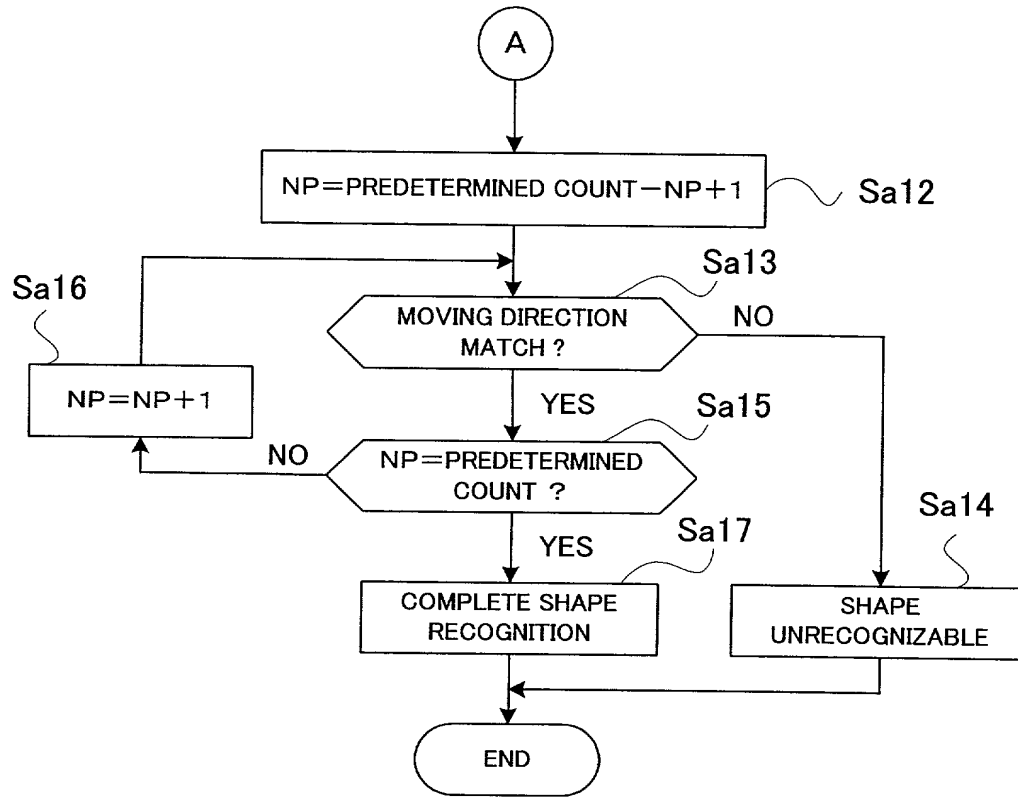 A
NP=PREDETERMINED COUNT-NP+1
Sa12
Sa13
Sa16
MOVING DIRECTION
MATCH?
NO
NP=NP+1
YES
Sa15
NO
NP=PREDETERMINED
COUNT ?
Sa14
YES
Sa17
COMPLETE SHAPE
RECOGNITION
SHAPE
UNRECOGNIZABLE
END